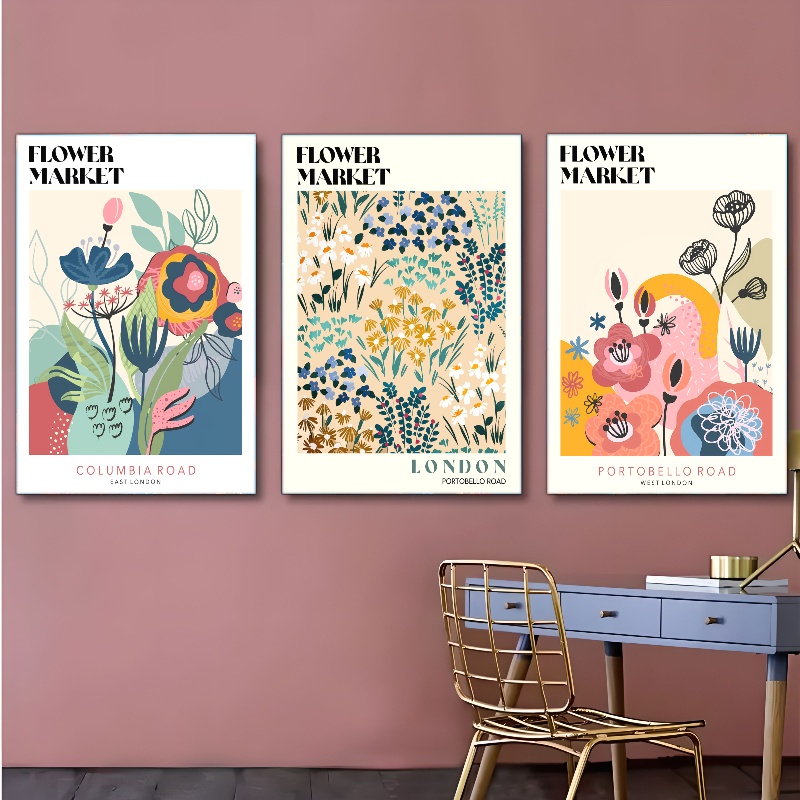 FLOWER
MARKET
COLUMBIA ROAD
EAST LONDON
FLOWER
MARKET
LONDON
PORTOBELLO ROAD
FLOWER
MARKET
PORTOBELLO ROAD
WEST LONDON